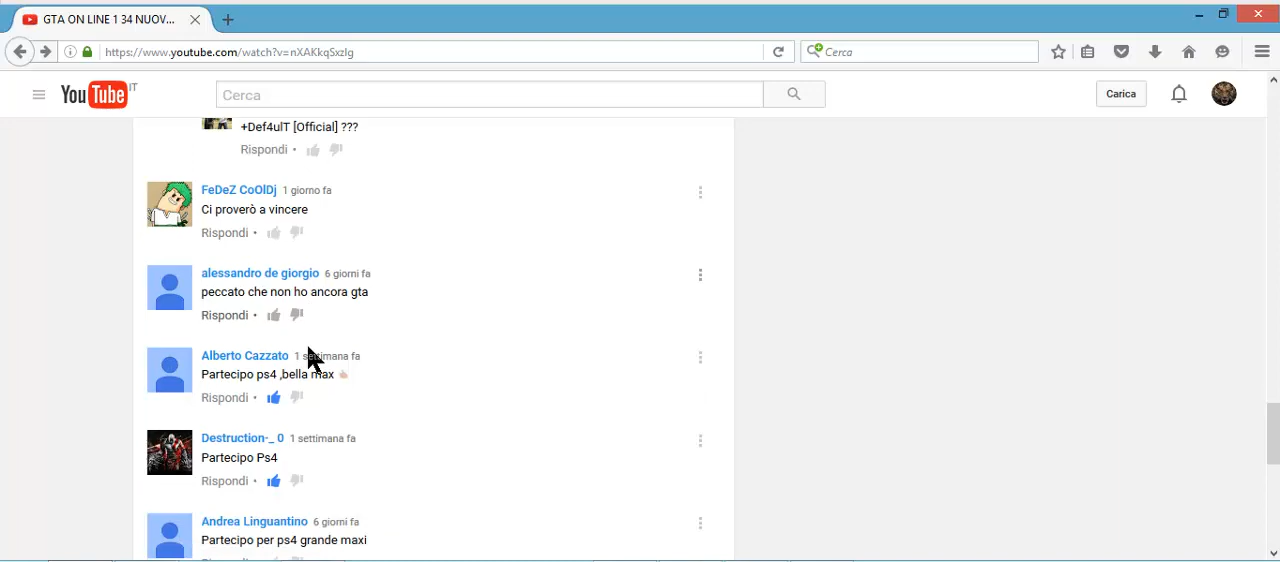 GTA ON LINE 1 34 NUOV...
https://www.youtube.com/watch?v=nXAKkqSxzIg
Cerca
YouTube IT
Cerca
Carica
+Def4ulT [Official] ???
Rispondi •
FeDeZ CoOlDj 1 giorno fa
Ci proverò a vincere
Rispondi •
alessandro de giorgio 6 giorni fa
peccato che non ho ancora gta
Rispondi •
Alberto Cazzato 1 settimana fa
Partecipo ps4 ,bella max
Rispondi •
Destruction-_ 0 1 settimana fa
Partecipo Ps4
Rispondi •
Andrea Linguantino 6 giorni fa
Partecipo per ps4 grande maxi